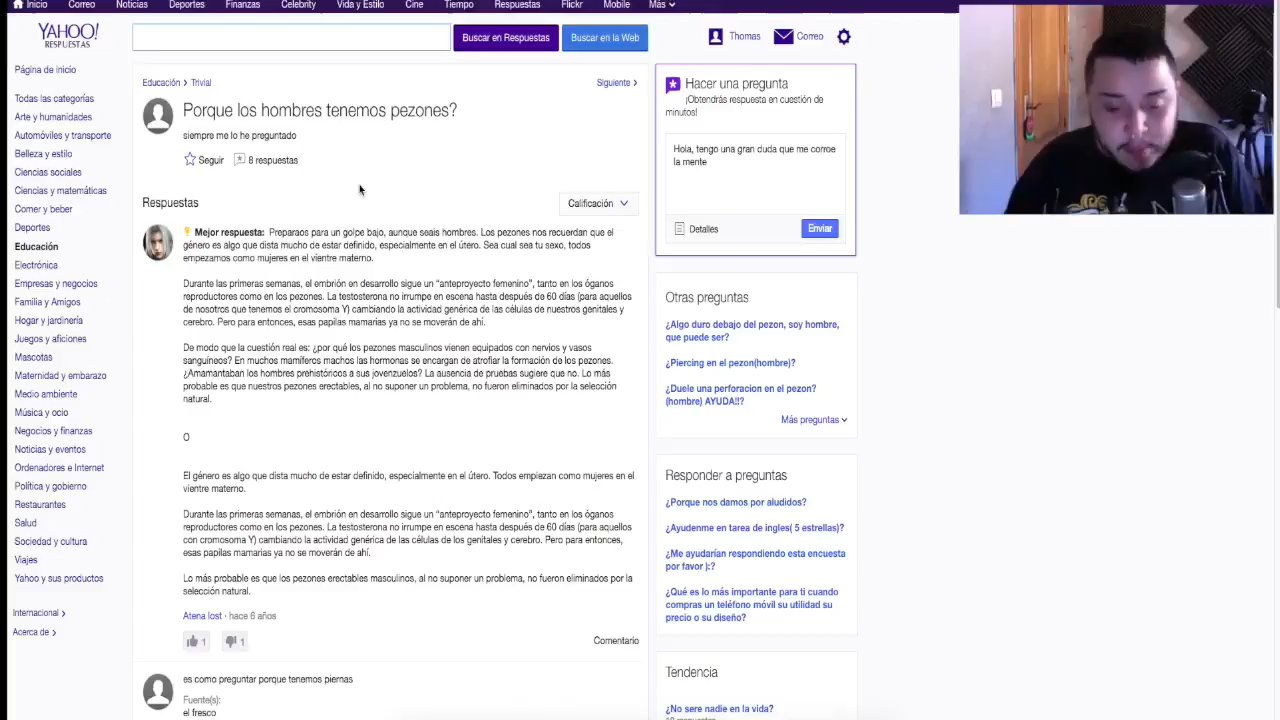 Inicio Correo Noticias Deportes Finanzas Celebrity Vida y Estilo Cine Tiempo Respuestas Flickr Mobile Más
YAHOO!
RESPUESTAS
Buscar en Respuestas
Buscar en la Web
Thomas
Correo
Página de inicio
Todas las categorías
Arte y humanidades
Automóviles y transporte
Belleza y estilo
Ciencias sociales
Ciencias y matemáticas
Comer y beber
Deportes
Educación
Electrónica
Empresas y negocios
Familia y Amigos
Hogar y jardinería
Juegos y aficiones
Mascotas
Maternidad y embarazo
Medio ambiente
Música y ocio
Negocios y finanzas
Noticias y eventos
Ordenadores e Internet
Política y gobierno
Restaurantes
Salud
Sociedad y cultura
Viajes
Yahoo y sus productos
Internacional >
Acerca de >
Educación > Trivial
Siguiente >
Porque los hombres tenemos pezones?
siempre me lo he preguntado
Seguir
8 respuestas
Respuestas
Calificación
Mejor respuesta: Preparaos para un golpe bajo, aunque seais hombres. Los pezones nos recuerdan que el
género es algo que dista mucho de estar definido, especialmente en el útero. Sea cual sea tu sexo, todos
empezamos como mujeres en el vientre materno.
Durante las primeras semanas, el embrión en desarrollo sigue un “anteproyecto femenino”, tanto en los óganos
reproductores como en los pezones. La testosterona no irrumpe en escena hasta después de 60 días (para aquellos
de nosotros que tenemos el cromosoma Y) cambiando la actividad genérica de las células de nuestros genitales y
cerebro. Pero para entonces, esas papilas mamarias ya no se moverán de ahí.
De modo que la cuestión real es: ¿por qué los pezones masculinos vienen equipados con nervios y vasos
sanguíneos? En muchos mamíferos machos las hormonas se encargan de atrofiar la formación de los pezones.
¿Amamantaban los hombres prehistóricos a sus jovenzuelos? La ausencia de pruebas sugiere que no. Lo más
probable es que nuestros pezones erectables, al no suponer un problema, no fueron eliminados por la selección
natural.
O
El género es algo que dista mucho de estar definido, especialmente en el útero. Todos empiezan como mujeres en el
vientre materno.
Durante las primeras semanas, el embrión en desarrollo sigue un “anteproyecto femenino”, tanto en los óganos
reproductores como en los pezones. La testosterona no irrumpe en escena hasta después de 60 días (para aquellos
con cromosoma Y) cambiando la actividad genérica de las células de los genitales y cerebro. Pero para entonces,
esas papilas mamarias ya no se moverán de ahí.
Lo más probable es que los pezones erectables masculinos, al no suponer un problema, no fueron eliminados por la
selección natural.
Atena lost · hace 6 años
1
1
Comentario
es como preguntar porque tenemos piernas
Fuente(s):
el fresco
Hacer una pregunta
¡Obtendrás respuesta en cuestión de
minutos!
Hola, tengo una gran duda que me corroe
la mente
Detalles
Enviar
Otras preguntas
¿Algo duro debajo del pezon, soy hombre,
que puede ser?
¿Piercing en el pezon(hombre)?
¿Duele una perforacion en el pezon?
(hombre) AYUDA!!?
Más preguntas
Responder a preguntas
¿Porque nos damos por aludidos?
¿Ayudenme en tarea de ingles( 5 estrellas)?
¿Me ayudarían respondiendo esta encuesta
por favor ):?
¿Qué es lo más importante para ti cuando
compras un teléfono móvil su utilidad su
precio o su diseño?
Tendencia
¿No sere nadie en la vida?